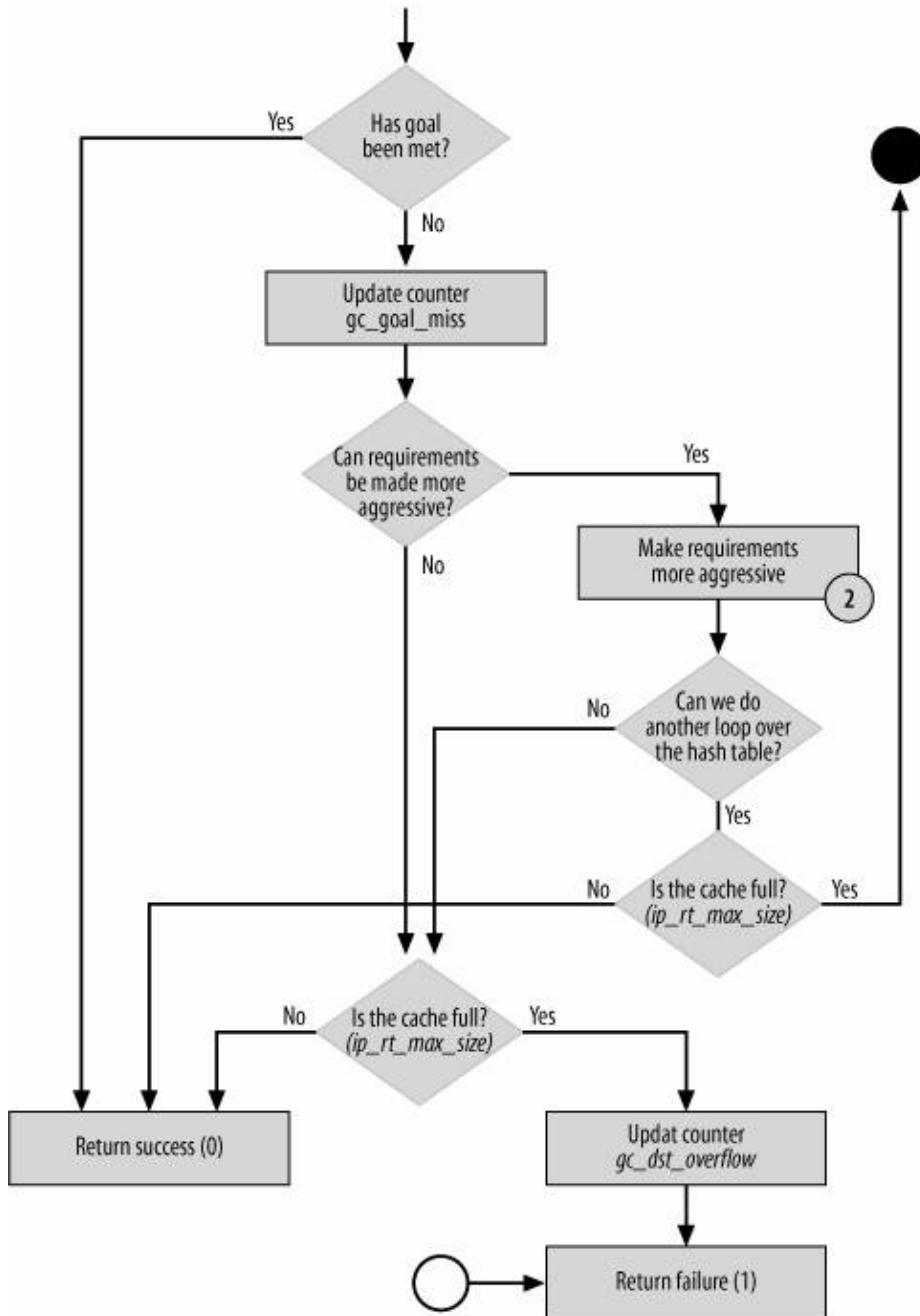 Yes
Has goal
been met?
No
Update counter
gc_goal_miss
Can requirements
be made more
aggressive?
Yes
No
Make requirements
more aggressive
2
No
Can we do
another loop over
the hash table?
Yes
No
Is the cache full?
(ip_rt_max_size)
Yes
No
Is the cache full?
(ip_rt_max_size)
Yes
Return success (0)
Updat counter
gc_dst_overflow
Return failure (1)